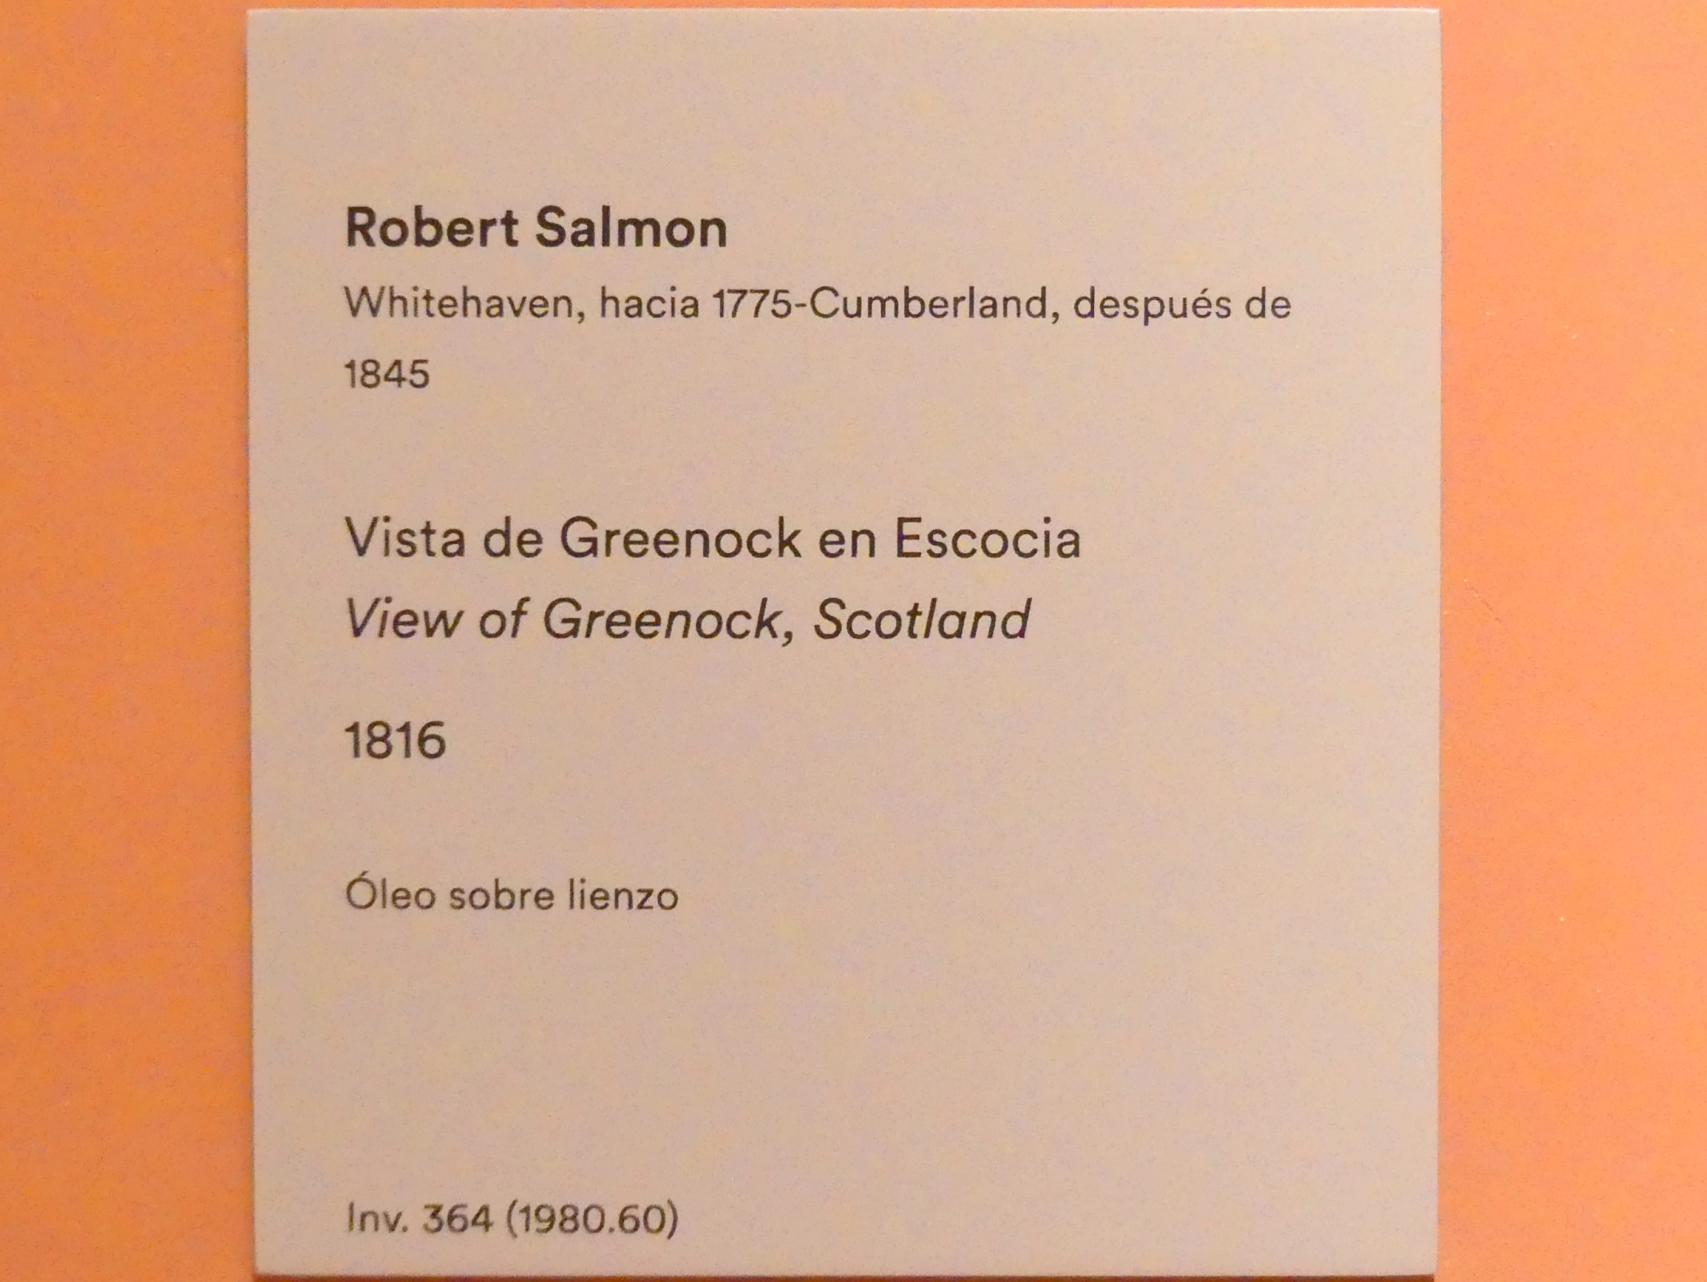 Robert Salmon
Whitehaven, hacia 1775-Cumberland, después de
1845
Vista de Greenock en Escocia
View of Greenock, Scotland
1816
Óleo sobre lienzo
Inv. 364 (1980.60)